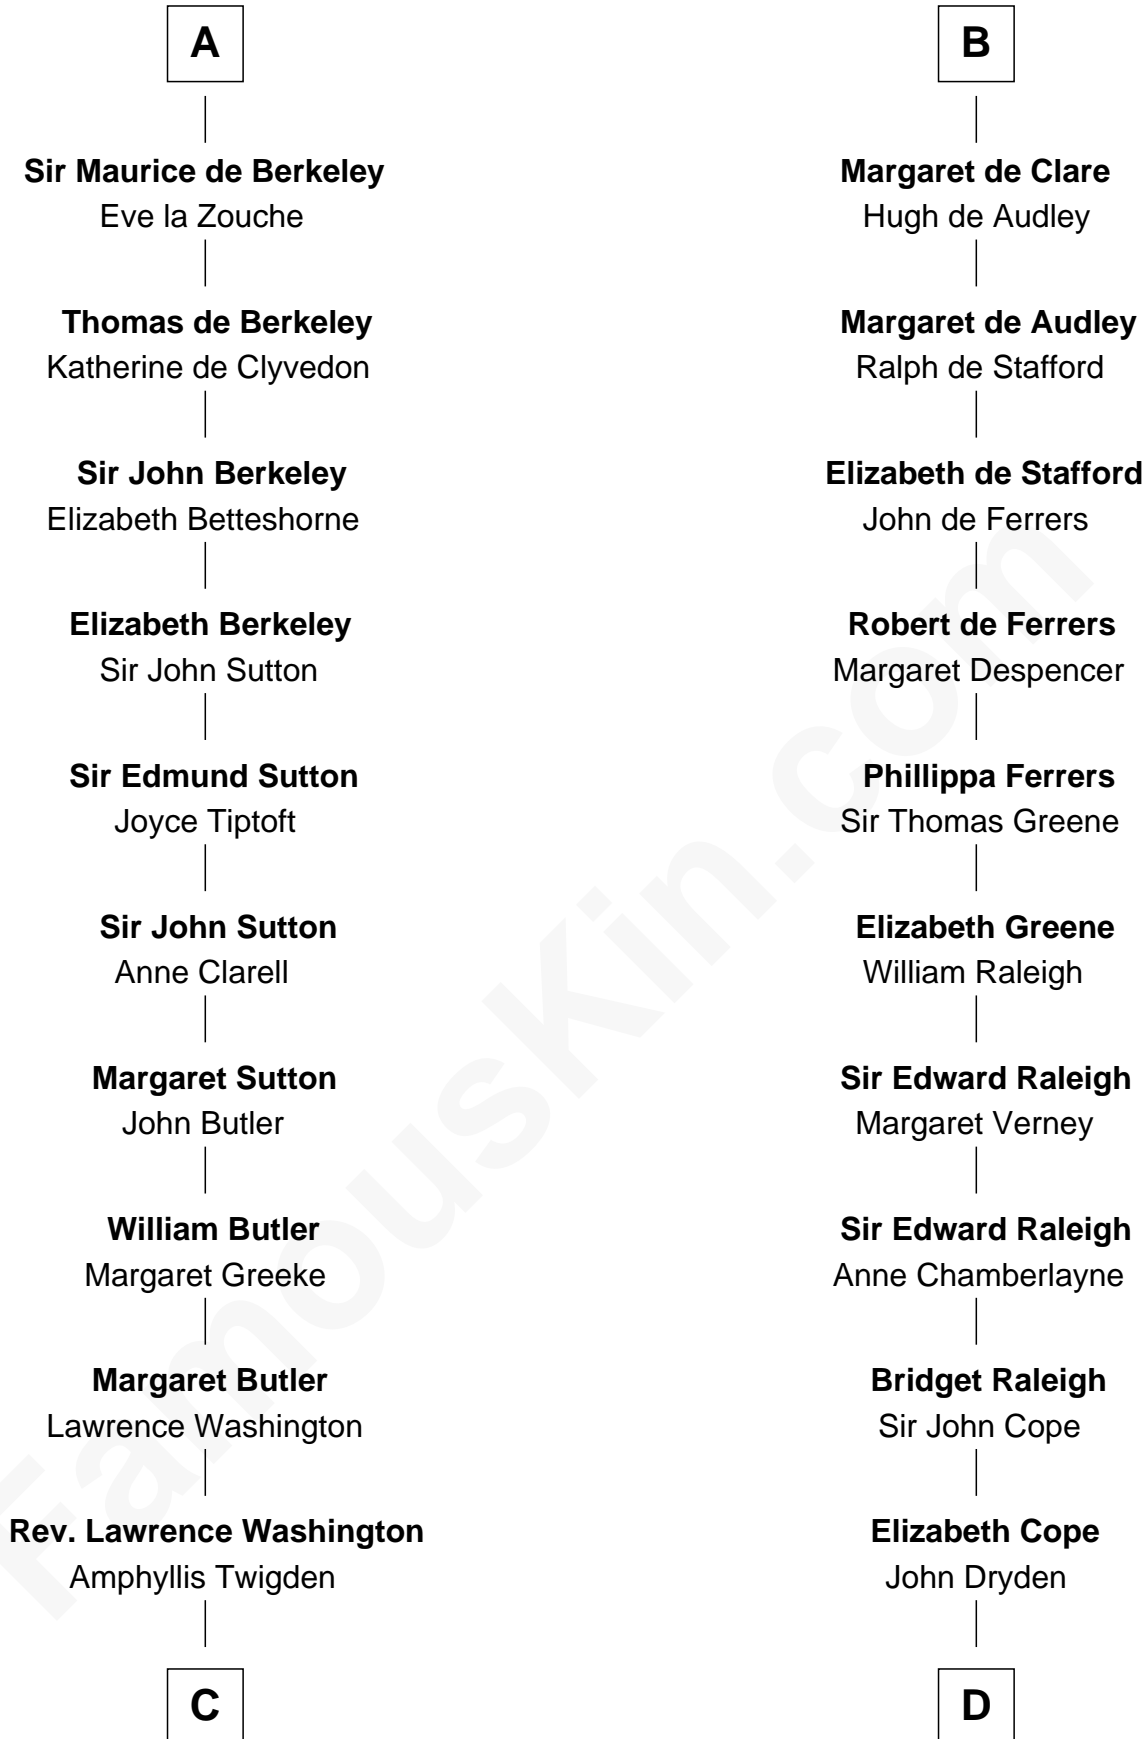 A
Sir Maurice de Berkeley
Eve la Zouche
Thomas de Berkeley
Katherine de Clyvedon
Sir John Berkeley
Elizabeth Betteshorne
Elizabeth Berkeley
Sir John Sutton
Sir Edmund Sutton
Joyce Tiptoft
Sir John Sutton
Anne Clarell
Margaret Sutton
John Butler
William Butler
Margaret Greeke
Margaret Butler
Lawrence Washington
Rev. Lawrence Washington
Amphyllis Twigden
C
B
Margaret de Clare
Hugh de Audley
Margaret de Audley
Ralph de Stafford
Elizabeth de Stafford
John de Ferrers
Robert de Ferrers
Margaret Despencer
Phillippa Ferrers
Sir Thomas Greene
Elizabeth Greene
William Raleigh
Sir Edward Raleigh
Margaret Verney
Sir Edward Raleigh
Anne Chamberlayne
Bridget Raleigh
Sir John Cope
Elizabeth Cope
John Dryden
D
FamousKin.com